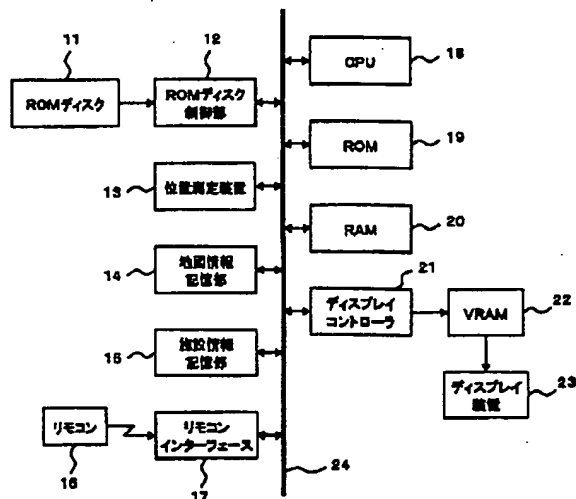 11
12
ROMディスク
ROMディスク
制御部
13
位置測定装置
14
地図情報
記憶部
15
施設情報
記憶部
リモコン
16
リモコン
インターフェース
17
CPU
18
ROM
19
RAM
20
21
ディスプレイ
コントローラ
VRAM
22
ディスプレイ
装置
23
24